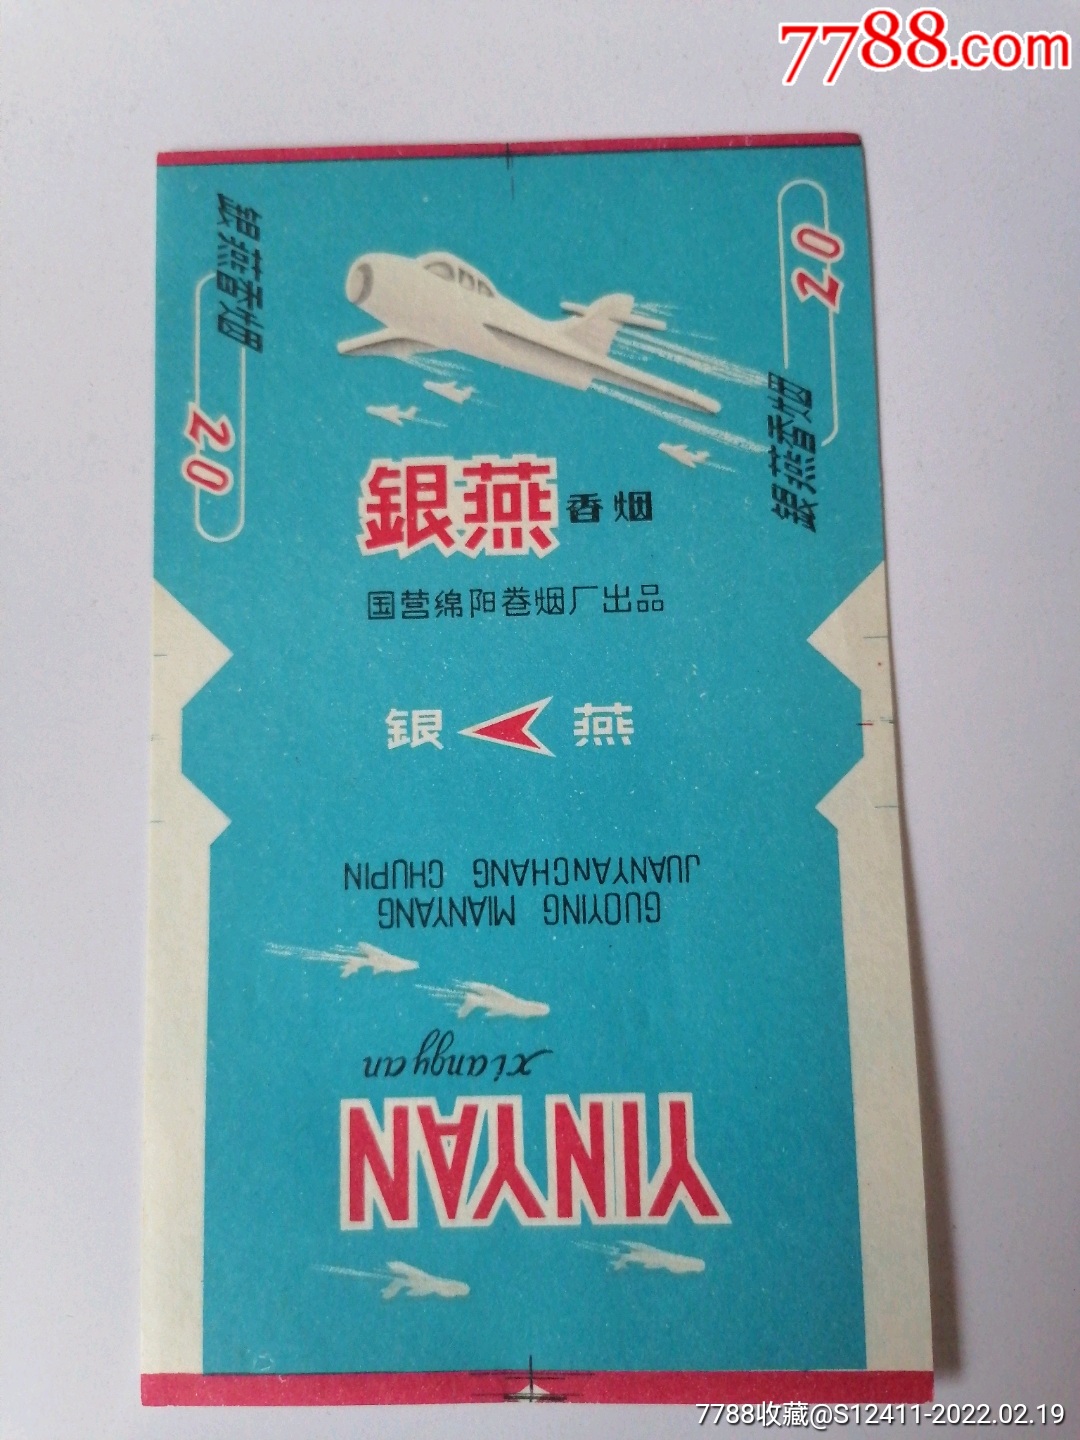 7788.com
銀燕香烟
20
20
銀燕香烟
銀燕 香烟
国营绵阳卷烟厂出品
銀 燕
GUOYING MIANYANG
JUANYANCHANG CHUPIN
xiangyan
YINYAN
7788收藏@S12411-2022.02.19